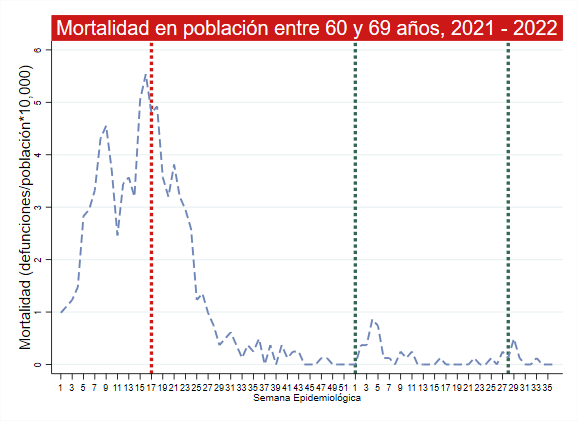 Mortalidad en población entre 60 y 69 años, 2021 - 2022
Mortalidad (defunciones/población*10,000)
6
5
4
3
2
1
0
1 3 5 7 9 11 13 15 17 19 21 23 25 27 29 31 33 35 37 39 41 43 45 47 49 51 1 3 5 7 9 11 13 15 17 19 21 23 25 27 29 31 33 35
Semana Epidemiológica